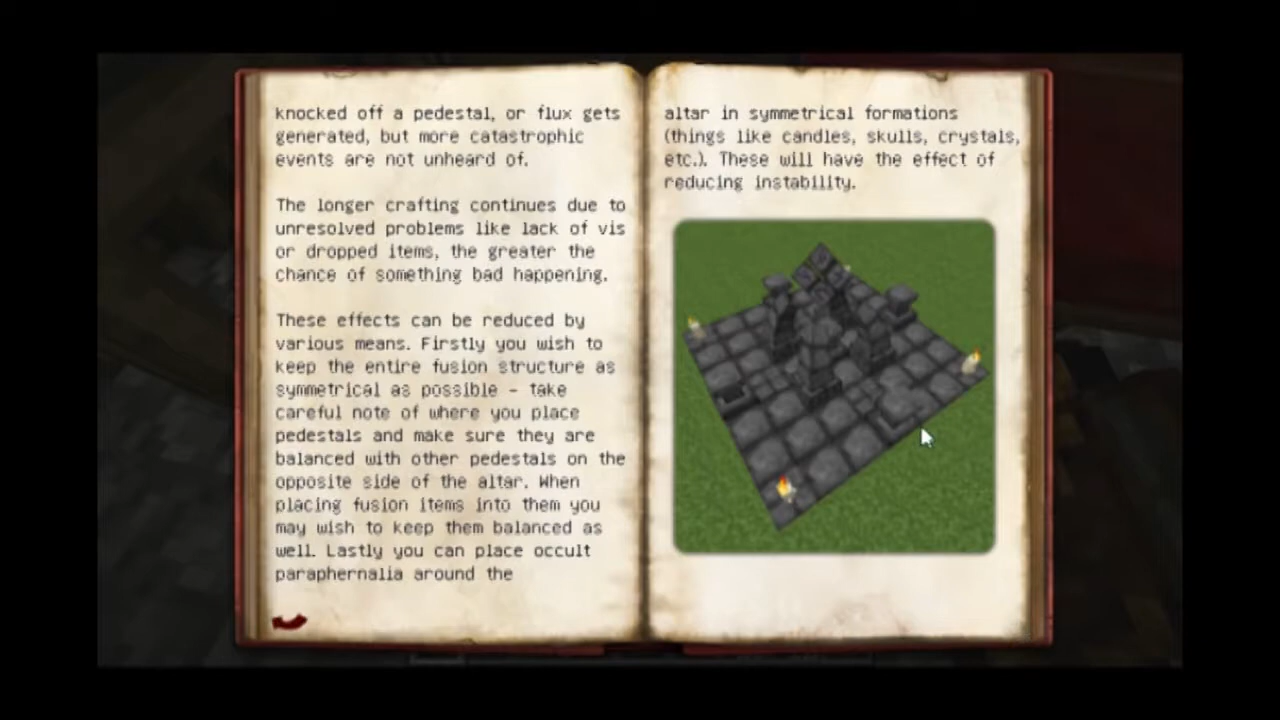 knocked off a pedestal, or flux gets
generated, but more catastrophic
events are not unheard of.
The longer crafting continues due to
unresolved problems like lack of vis
or dropped items, the greater the
chance of something bad happening.
These effects can be reduced by
various means. Firstly you wish to
keep the entire fusion structure as
symmetrical as possible - take
careful note of where you place
pedestals and make sure they are
balanced with other pedestals on the
opposite side of the altar. When
placing fusion items into them you
may wish to keep them balanced as
well. Lastly you can place occult
paraphernalia around the
altar in symmetrical formations
(things like candles, skulls, crystals,
etc.). These will have the effect of
reducing instability.